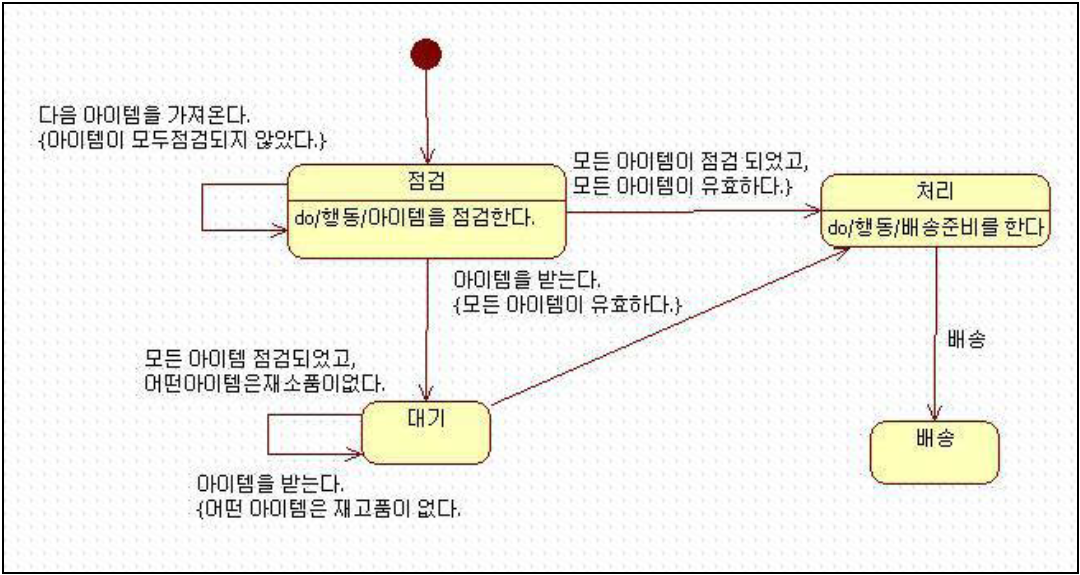 다음 아이템을 가져온다.
{아이템이 모두점검되지 않았다.}
점검
do/행동/아이템을 점검한다.
모든 아이템이 점검 되었고,
모든 아이템이 유효하다.}
처리
do/행동/배송준비를 한다
아이템을 받는다.
{모든 아이템이 유효하다.}
배송
모든 아이템 점검되었고,
어떤아이템은재소품이없다.
대기
배송
아이템을 받는다.
{어떤 아이템은 재고품이 없다.